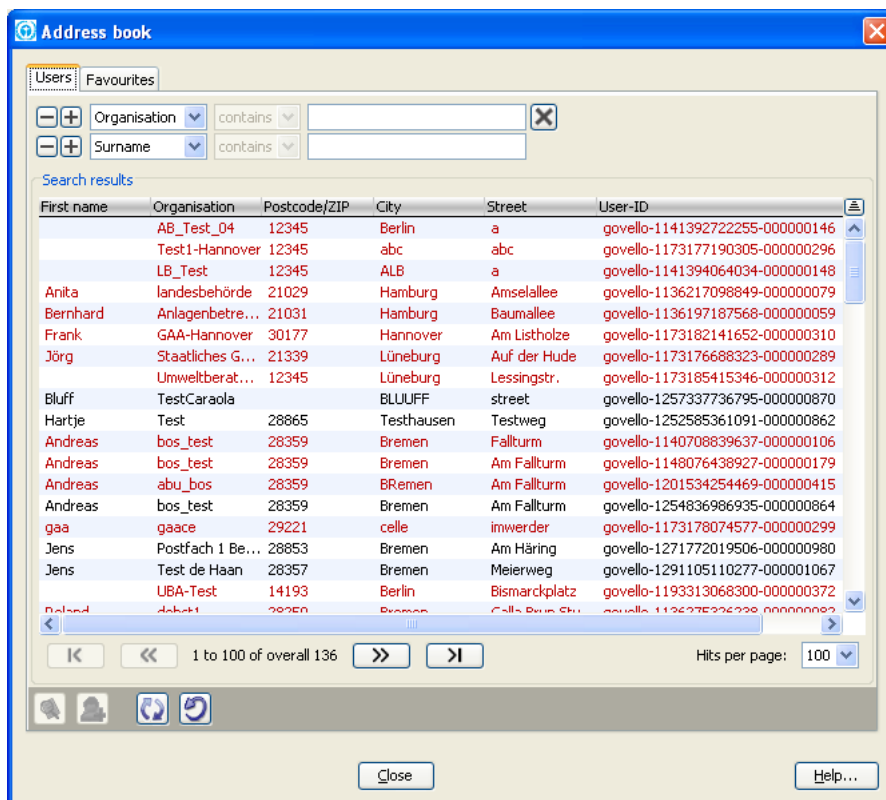 Address book
Users Favourites
Organisation contains
Surname contains
Search results
First name Organisation Postcode/ZIP City Street User-ID
AB_Test_04 12345 Berlin a govello-1141392722255-000000146
Test1-Hannover 12345 abc abc govello-1173177190305-000000296
LB_Test 12345 ALB a govello-1141394064034-000000148
Anita landesbehörde 21029 Hamburg Amselallee govello-1136217098849-000000079
Bernhard Anlagenbetre... 21031 Hamburg Baumallee govello-1136197187568-000000059
Frank GAA-Hannover 30177 Hannover Am Listholze govello-1173182141652-000000310
Jörg Staatliches G... 21339 Lüneburg Auf der Hude govello-1173176688323-000000289
Umweltberat... 12345 Lüneburg Lessingstr. govello-1173185415346-000000312
Bluff TestCaraola BLUUFF street govello-1257337736795-000000870
Hartje Test 28865 Testhausen Testweg govello-1252585361091-000000862
Andreas bos_test 28359 Bremen Fallturm govello-1140708839637-000000106
Andreas bos_test 28359 Bremen Am Fallturm govello-1148076438927-000000179
Andreas abu_bos 28359 BRemen Am Fallturm govello-1201534254469-000000415
Andreas bos_test 28359 Bremen Am Fallturm govello-1254836986935-000000864
gaa gaace 29221 celle imwerder govello-1173178074577-000000299
Jens Postfach 1 Be... 28853 Bremen Am Häring govello-1271772019506-000000980
Jens Test de Haan 28357 Bremen Meierweg govello-1291105110277-000001067
UBA-Test 14193 Berlin Bismarckplatz govello-1193313068300-000000372
1 to 100 of overall 136 Hits per page: 100
Close Help...